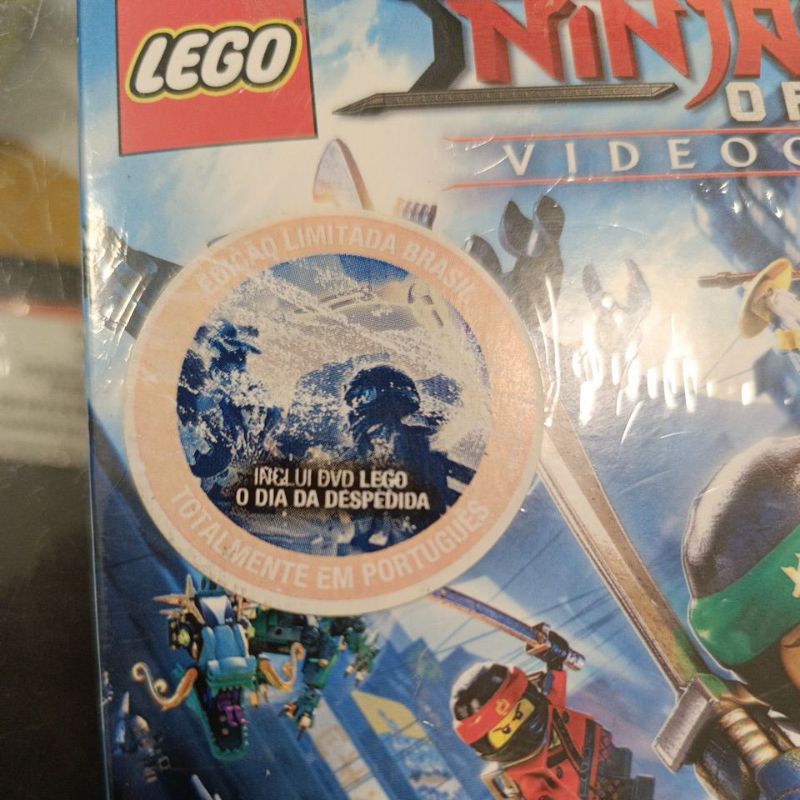 LEGO
NINJA
O
VIDEO
EDIÇÃO LIMITADA BRASIL
INCLUI DVD LEGO
O DIA DA DESPEDIDA
TOTALMENTE EM PORTUGUÊS